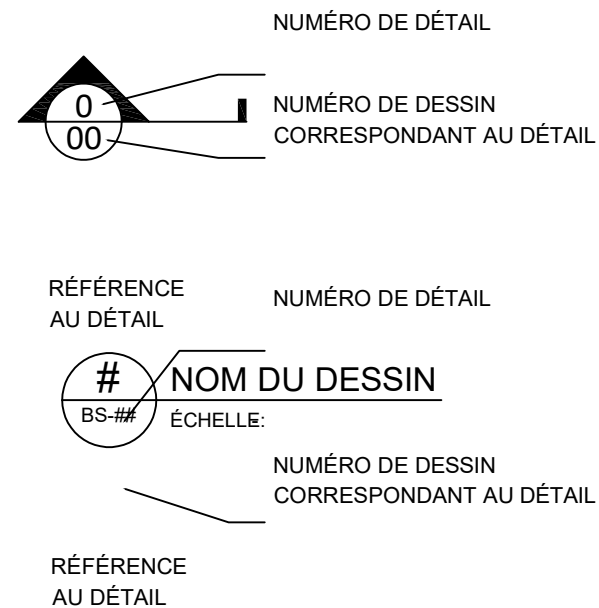 NUMÉRO DE DÉTAIL
0
00
NUMÉRO DE DESSIN
CORRESPONDANT AU DÉTAIL
RÉFÉRENCE
AU DÉTAIL
NUMÉRO DE DÉTAIL
#
BS-##
NOM DU DESSIN
ÉCHELLE:
NUMÉRO DE DESSIN
CORRESPONDANT AU DÉTAIL
RÉFÉRENCE
AU DÉTAIL